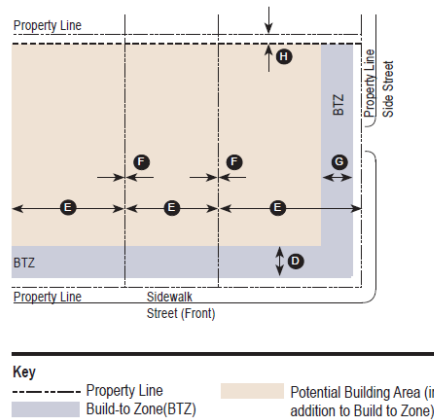 Property Line
H
BTZ
Property Line
Side Street
F
F
G
E
E
E
BTZ
D
Property Line
Sidewalk
Street (Front)
Key
Property Line
Build-to Zone(BTZ)
Potential Building Area (in
addition to Build to Zone)